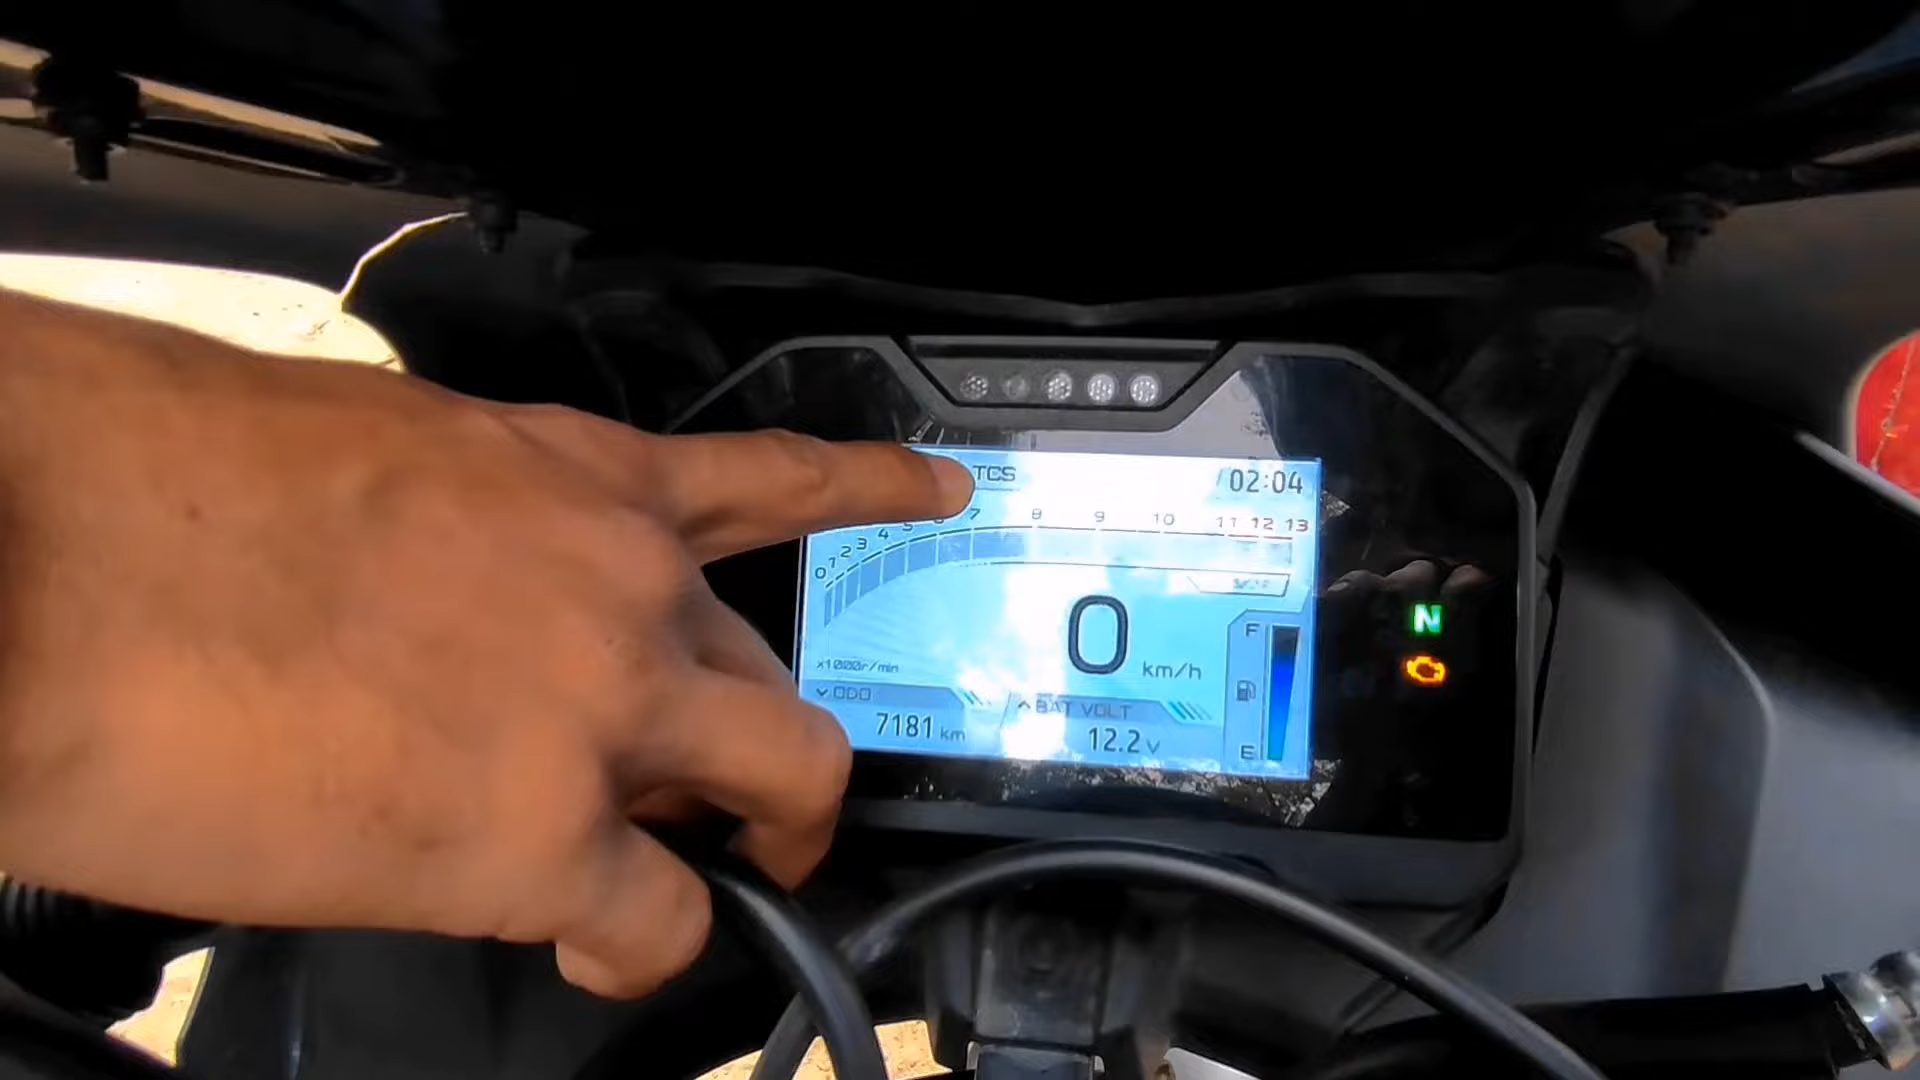 TCS
02:04
0 1 2 3 4 5 6 7 8 9 10 11 12 13
0 km/h
x1000r/min
F
E
ODO
7181 km
BAT VOLT
12.2 V
N